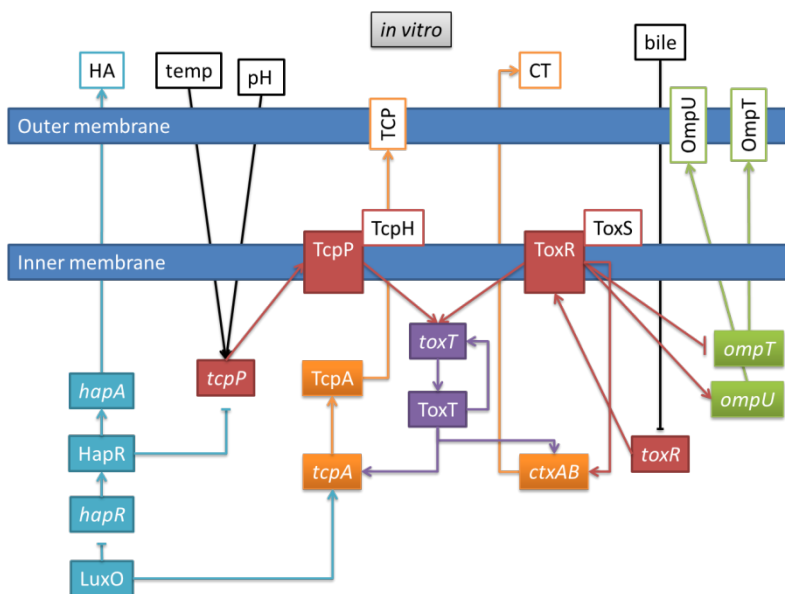 in vitro
bile
HA
temp
pH
CT
Outer membrane
TCP
OmpU
OmpT
TcpH
ToxS
TcpP
ToxR
Inner membrane
toxT
ompT
tcpP
TcpA
hapA
ompU
ToxT
HapR
toxR
tcpA
ctxAB
hapR
LuxO